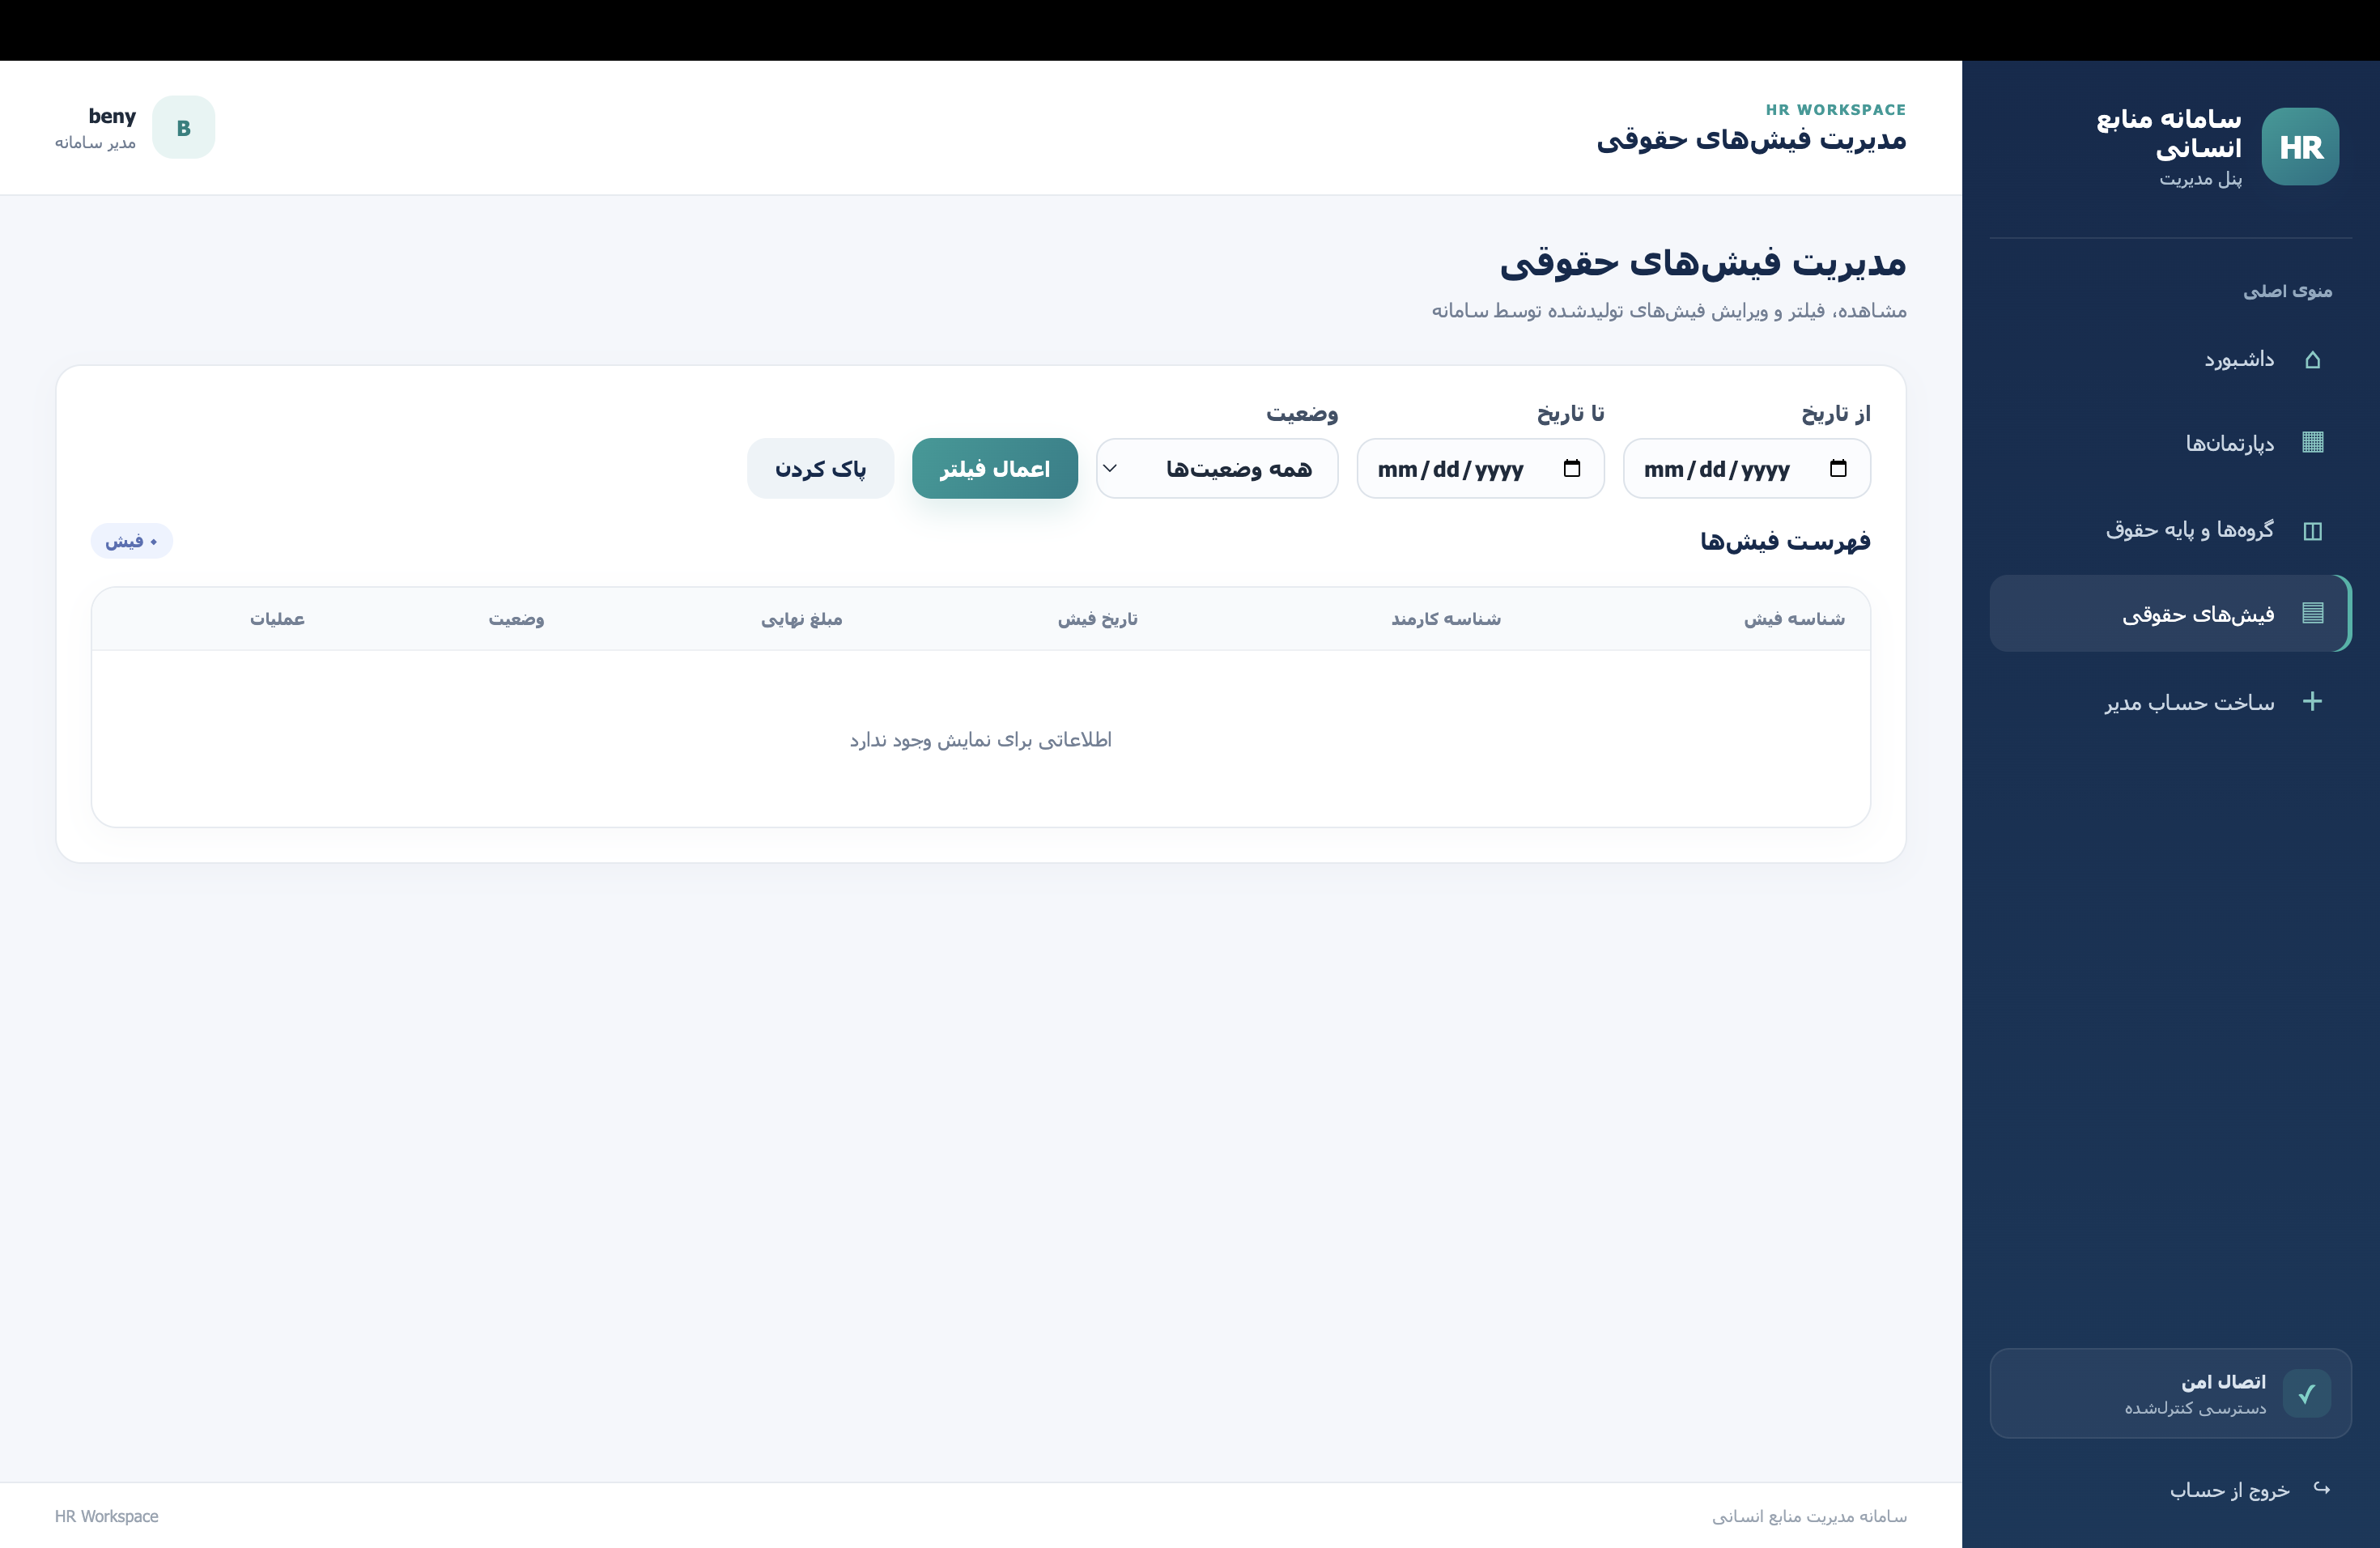 HR
سامانه منابع
انسانی
پنل مدیریت
منوی اصلی
داشبورد
دپارتمان‌ها
گروه‌ها و پایه حقوق
فیش‌های حقوقی
ساخت حساب مدیر
اتصال امن
دسترسی کنترل‌شده
خروج از حساب
HR WORKSPACE
مدیریت فیش‌های حقوقی
B
beny
مدیر سامانه
مدیریت فیش‌های حقوقی
مشاهده، فیلتر و ویرایش فیش‌های تولیدشده توسط سامانه
از تاریخ
mm/dd/yyyy
تا تاریخ
mm/dd/yyyy
وضعیت
همه وضعیت‌ها
اعمال فیلتر
پاک کردن
فهرست فیش‌ها
۰ فیش
شناسه فیش شناسه کارمند تاریخ فیش مبلغ نهایی وضعیت عملیات
اطلاعاتی برای نمایش وجود ندارد
سامانه مدیریت منابع انسانی
HR Workspace